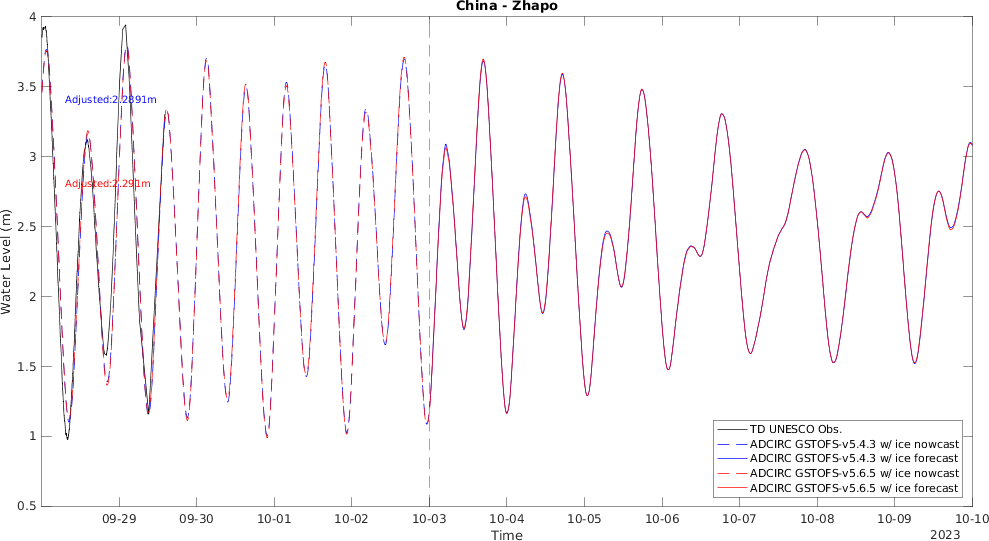 China - Zhapo
4
3.5
3
2.5
2
1.5
1
0.5
Water Level (m)
Adjusted:2.2891m
Adjusted:2.291m
TD UNESCO Obs.
ADCIRC GSTOFS-v5.4.3 w/ ice nowcast
ADCIRC GSTOFS-v5.4.3 w/ ice forecast
ADCIRC GSTOFS-v5.6.5 w/ ice nowcast
ADCIRC GSTOFS-v5.6.5 w/ ice forecast
09-29 09-30 10-01 10-02 10-03 10-04 10-05 10-06 10-07 10-08 10-09 10-10
Time
2023